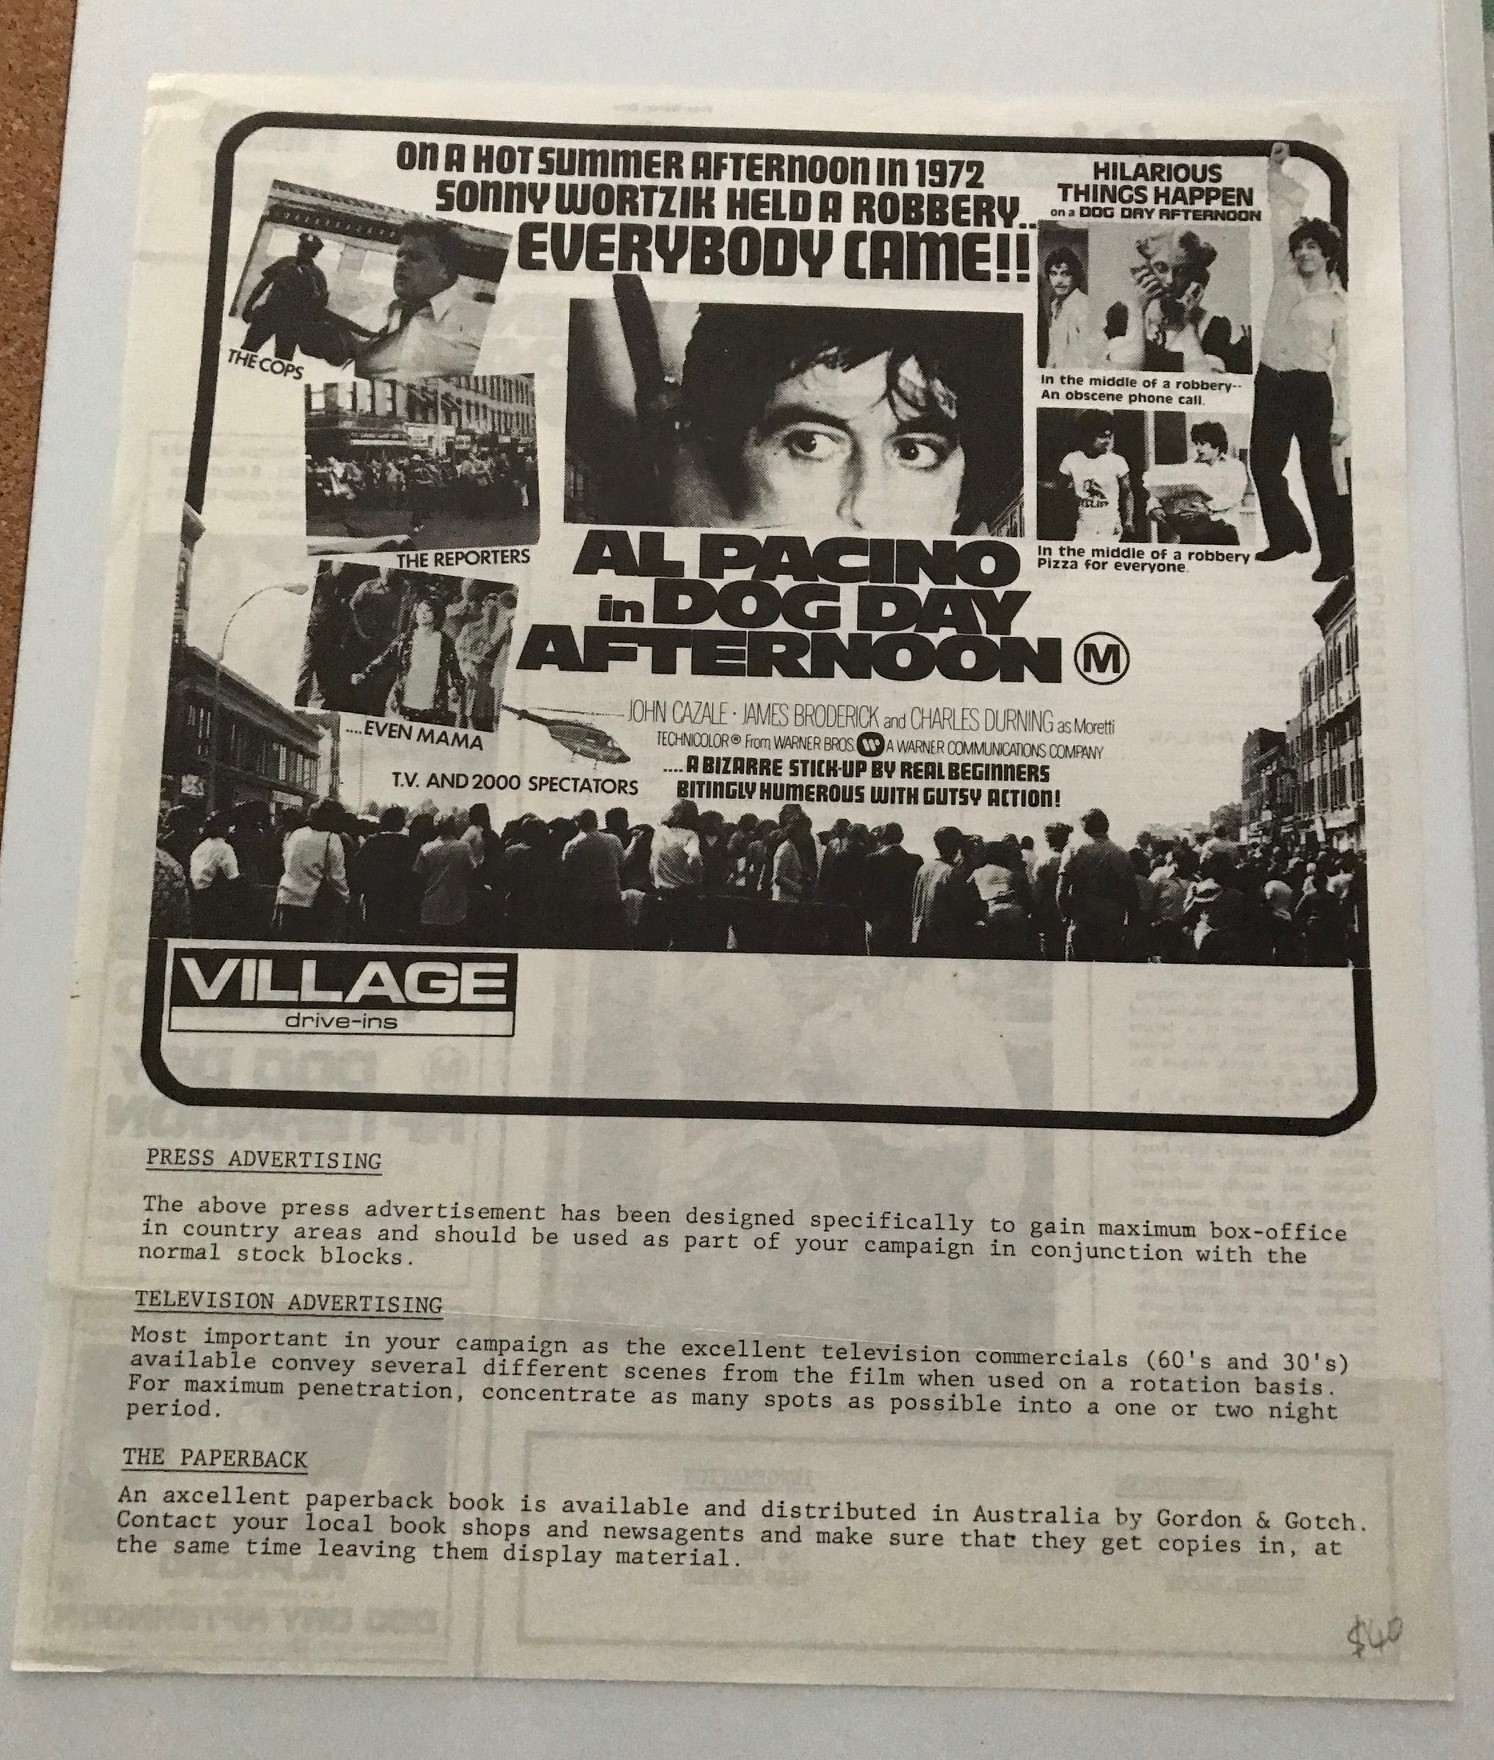 ON A HOT SUMMER AFTERNOON IN 1972
SONNY WORTZIK HELD A ROBBERY..
EVERYBODY CAME!!
HILARIOUS
THINGS HAPPEN
on a DOG DAY AFTERNOON
THE COPS
In the middle of a robbery--
An obscene phone call.
THE REPORTERS
In the middle of a robbery
Pizza for everyone.
AL PACINO
in DOG DAY
AFTERNOON M
....EVEN MAMA
JOHN CAZALE · JAMES BRODERICK and CHARLES DURNING as Moretti
TECHNICOLOR® From WARNER BROS. A WARNER COMMUNICATIONS COMPANY
T.V. AND 2000 SPECTATORS
....A BIZARRE STICK-UP BY REAL BEGINNERS
BITINGLY HUMEROUS WITH GUTSY ACTION!
VILLAGE
drive-ins
PRESS ADVERTISING
The above press advertisement has been designed specifically to gain maximum box-office
in country areas and should be used as part of your campaign in conjunction with the
normal stock blocks.
TELEVISION ADVERTISING
Most important in your campaign as the excellent television commercials (60's and 30's)
available convey several different scenes from the film when used on a rotation basis.
For maximum penetration, concentrate as many spots as possible into a one or two night
period.
THE PAPERBACK
An axcellent paperback book is available and distributed in Australia by Gordon & Gotch.
Contact your local book shops and newsagents and make sure that they get copies in, at
the same time leaving them display material.
$40